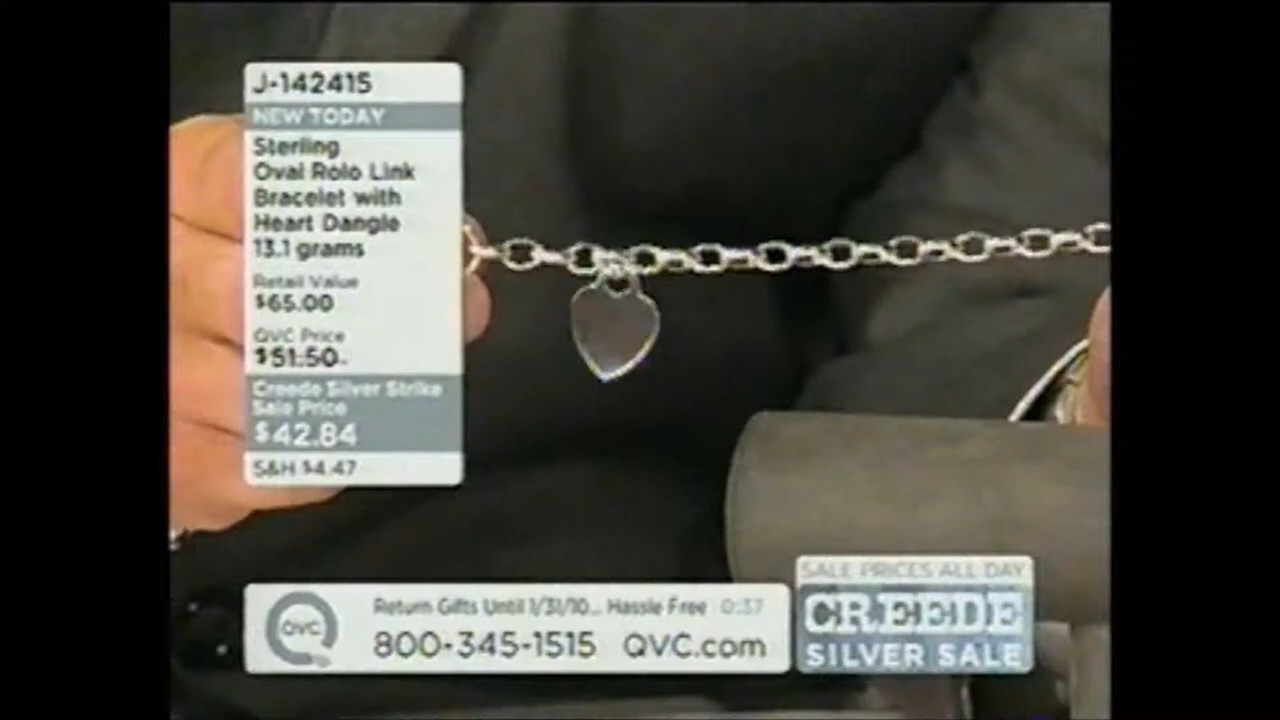 J-142415
NEW TODAY
Sterling
Oval Rolo Link
Bracelet with
Heart Dangle
13.1 grams
Retail Value
$65.00
QVC Price
$51.50
Creede Silver Strike
Sale Price
$42.84
S&H $4.47
QVC
Return Gifts Until 1/31/10... Hassle Free 0:37
800-345-1515 QVC.com
SALE PRICES ALL DAY
CREEDE
SILVER SALE